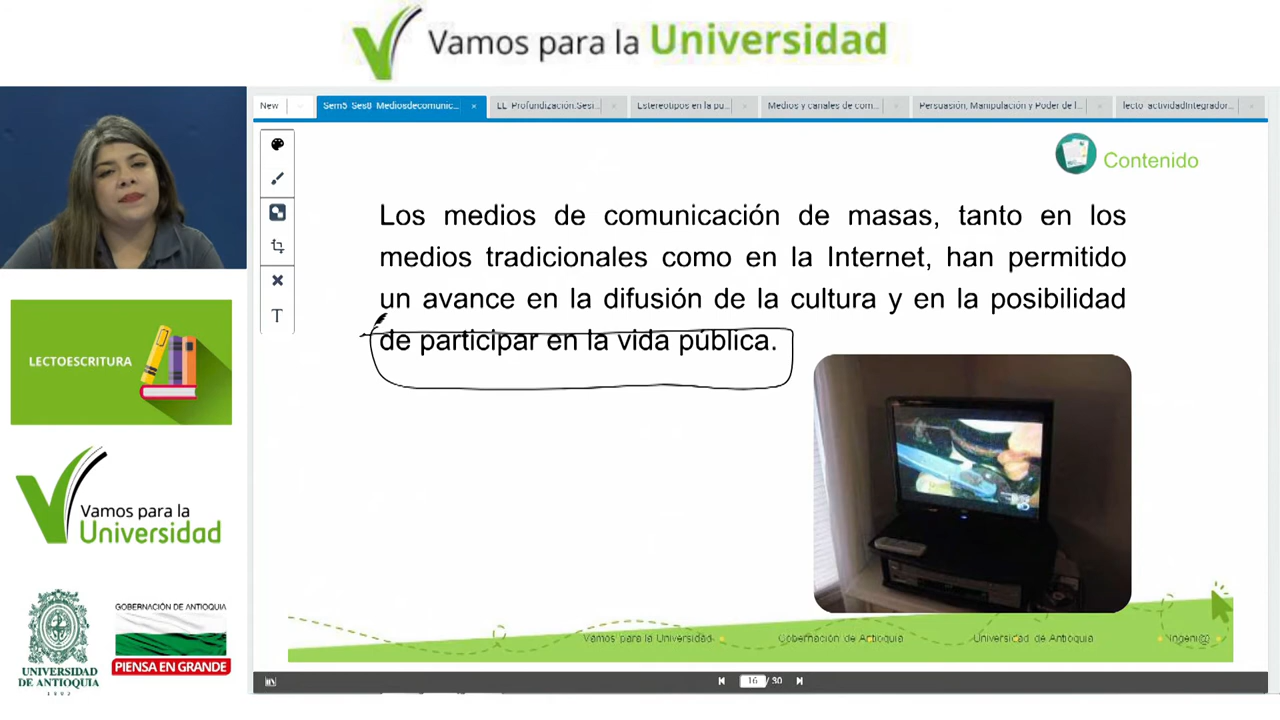 Vamos para la Universidad
New
Sem5_Ses8_Mediosdecomunic...
LE_Profundización:Sesi...
Estereotipos en la pu...
Medios y canales de com...
Persuasión, Manipulación y Poder de l...
lecto_actividadIntegrador...
Contenido
Los medios de comunicación de masas, tanto en los
medios tradicionales como en la Internet, han permitido
un avance en la difusión de la cultura y en la posibilidad
de participar en la vida pública.
T
LECTOESCRITURA
Vamos para la
Universidad
GOBERNACIÓN DE ANTIOQUIA
PIENSA EN GRANDE
UNIVERSIDAD
DE ANTIOQUIA
1803
Vamos para la Universidad
Gobernación de Antioquia
Universidad de Antioquia
Ingeni@
16 / 30